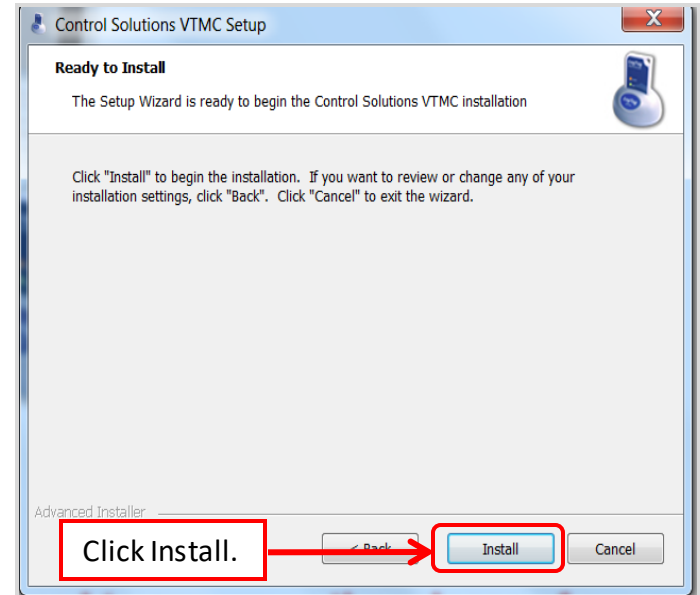 Control Solutions VTMC Setup
X
Ready to Install
The Setup Wizard is ready to begin the Control Solutions VTMC installation
Click "Install" to begin the installation. If you want to review or change any of your
installation settings, click "Back". Click "Cancel" to exit the wizard.
Advanced Installer
Click Install.
< Back
Install
Cancel